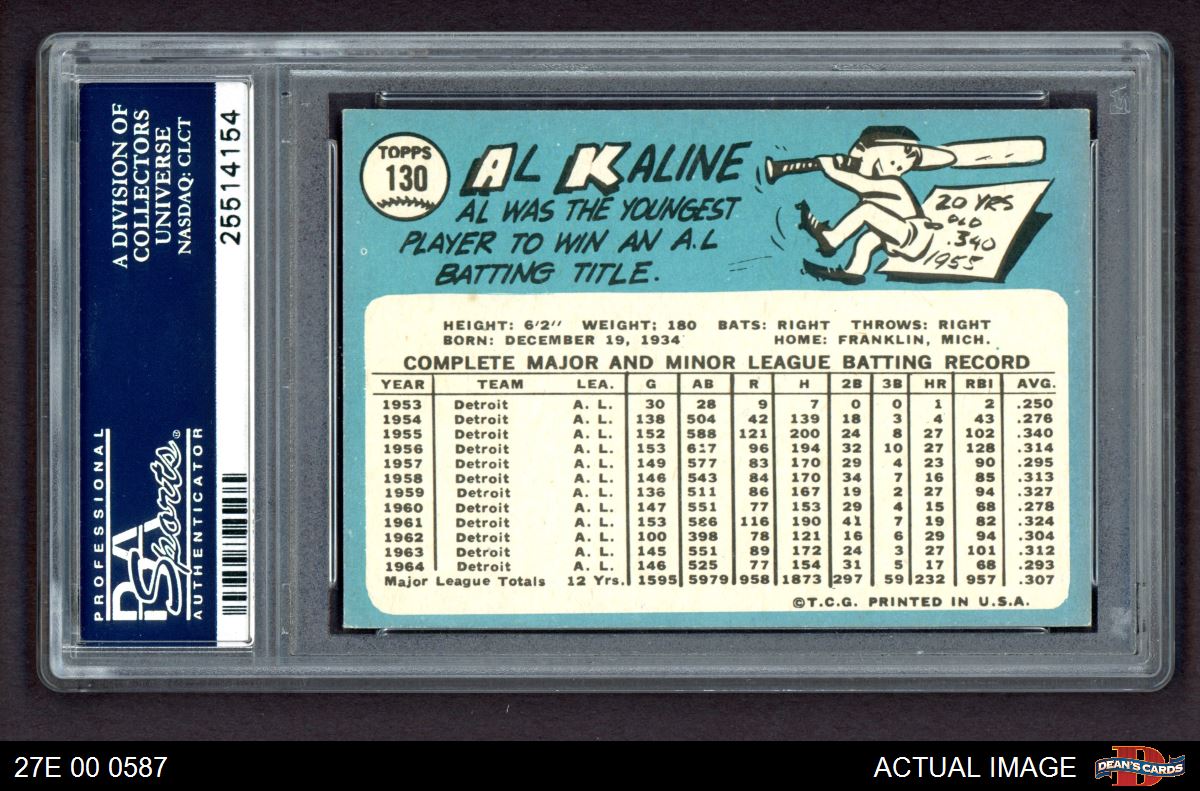 A DIVISION OF
COLLECTORS
UNIVERSE
NASDAQ: CLCT
25514154
PROFESSIONAL
PSA
Sports®
AUTHENTICATOR
TOPPS
130
AL KALINE
AL WAS THE YOUNGEST
PLAYER TO WIN AN A.L
BATTING TITLE.
20 YRS
OLD
.340
1955
HEIGHT: 6'2" WEIGHT: 180 BATS: RIGHT THROWS: RIGHT
BORN: DECEMBER 19, 1934 HOME: FRANKLIN, MICH.
COMPLETE MAJOR AND MINOR LEAGUE BATTING RECORD
YEAR TEAM LEA. G AB R H 2B 3B HR RBI AVG.
1953 Detroit A. L. 30 28 9 7 0 0 1 2 .250
1954 Detroit A. L. 138 504 42 139 18 3 4 43 .276
1955 Detroit A. L. 152 588 121 200 24 8 27 102 .340
1956 Detroit A. L. 153 617 96 194 32 10 27 128 .314
1957 Detroit A. L. 149 577 83 170 29 4 23 90 .295
1958 Detroit A. L. 146 543 84 170 34 7 16 85 .313
1959 Detroit A. L. 136 511 86 167 19 2 27 94 .327
1960 Detroit A. L. 147 551 77 153 29 4 15 68 .278
1961 Detroit A. L. 153 586 116 190 41 7 19 82 .324
1962 Detroit A. L. 100 398 78 121 16 6 29 94 .304
1963 Detroit A. L. 145 551 89 172 24 3 27 101 .312
1964 Detroit A. L. 146 525 77 154 31 5 17 68 .293
Major League Totals 12 Yrs. 1595 5979 958 1873 297 59 232 957 .307
©T.C.G. PRINTED IN U.S.A.
27E 00 0587
ACTUAL IMAGE
DEAN'S CARDS